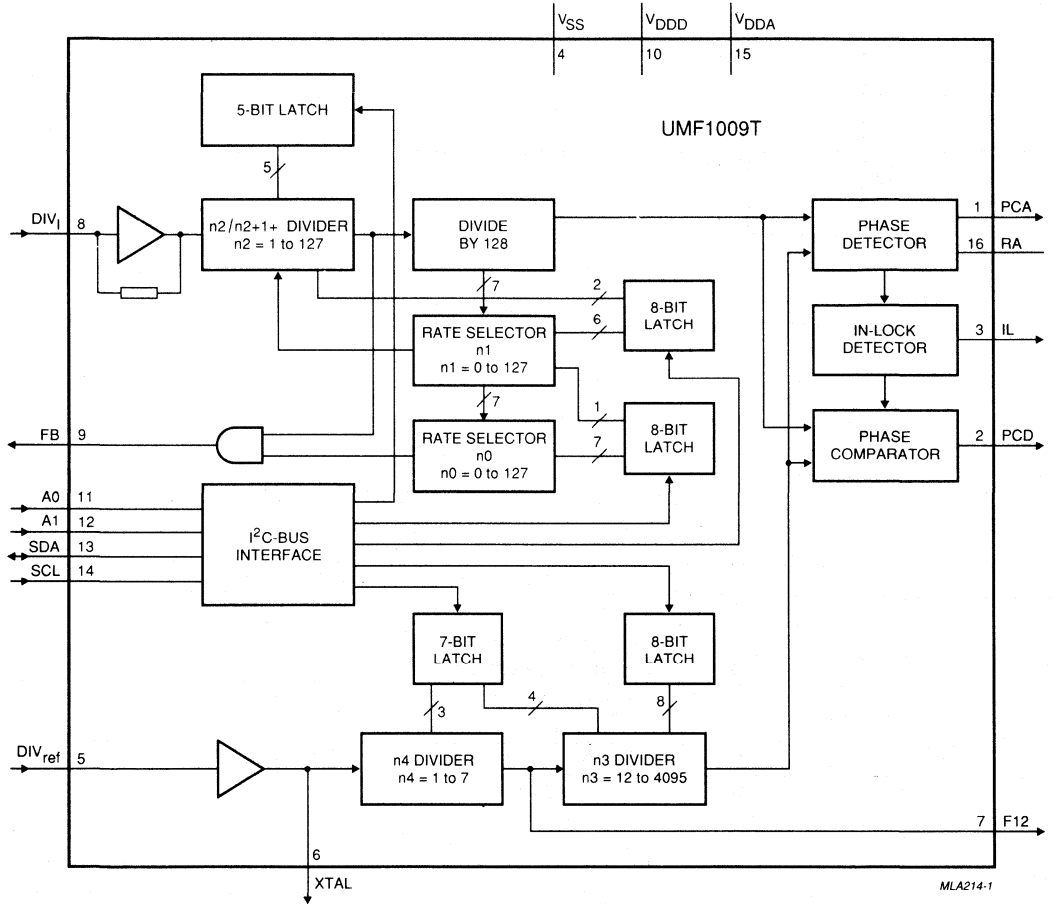 VSS
VDDD
VDDA
4
10
15
5-BIT LATCH
UMF1009T
5
DIVI
8
n2/n2+1+ DIVIDER
n2 = 1 to 127
DIVIDE
BY 128
PHASE
DETECTOR
1
PCA
16
RA
7
2
8-BIT
LATCH
6
RATE SELECTOR
n1
n1 = 0 to 127
IN-LOCK
DETECTOR
3
IL
7
1
8-BIT
LATCH
7
FB
9
RATE SELECTOR
n0
n0 = 0 to 127
PHASE
COMPARATOR
2
PCD
A0
11
A1
12
SDA
13
SCL
14
I2C-BUS
INTERFACE
7-BIT
LATCH
8-BIT
LATCH
3
4
8
DIVref
5
n4 DIVIDER
n4 = 1 to 7
n3 DIVIDER
n3 = 12 to 4095
7
F12
6
XTAL
MLA214-1